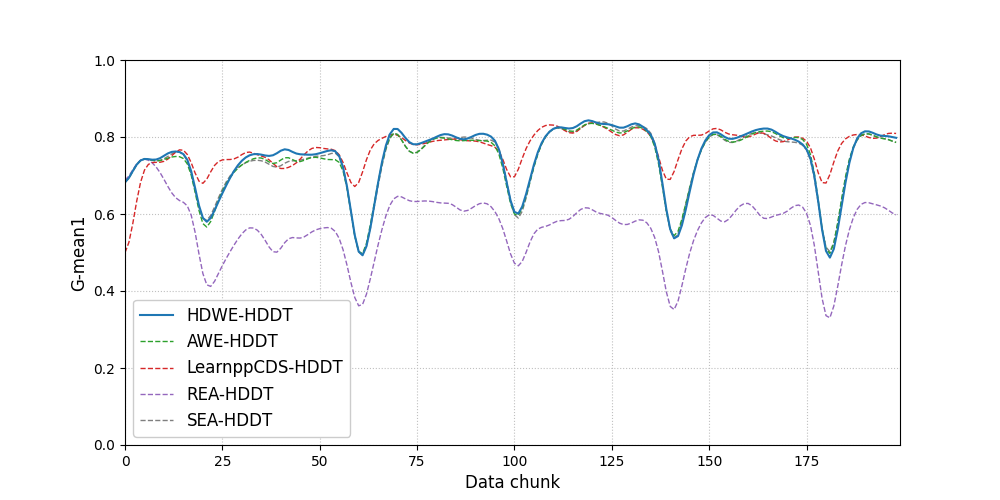 1.0
0.8
0.6
0.4
0.2
0.0
G-mean1
HDWE-HDDT
AWE-HDDT
LearnppCDS-HDDT
REA-HDDT
SEA-HDDT
0 25 50 75 100 125 150 175
Data chunk